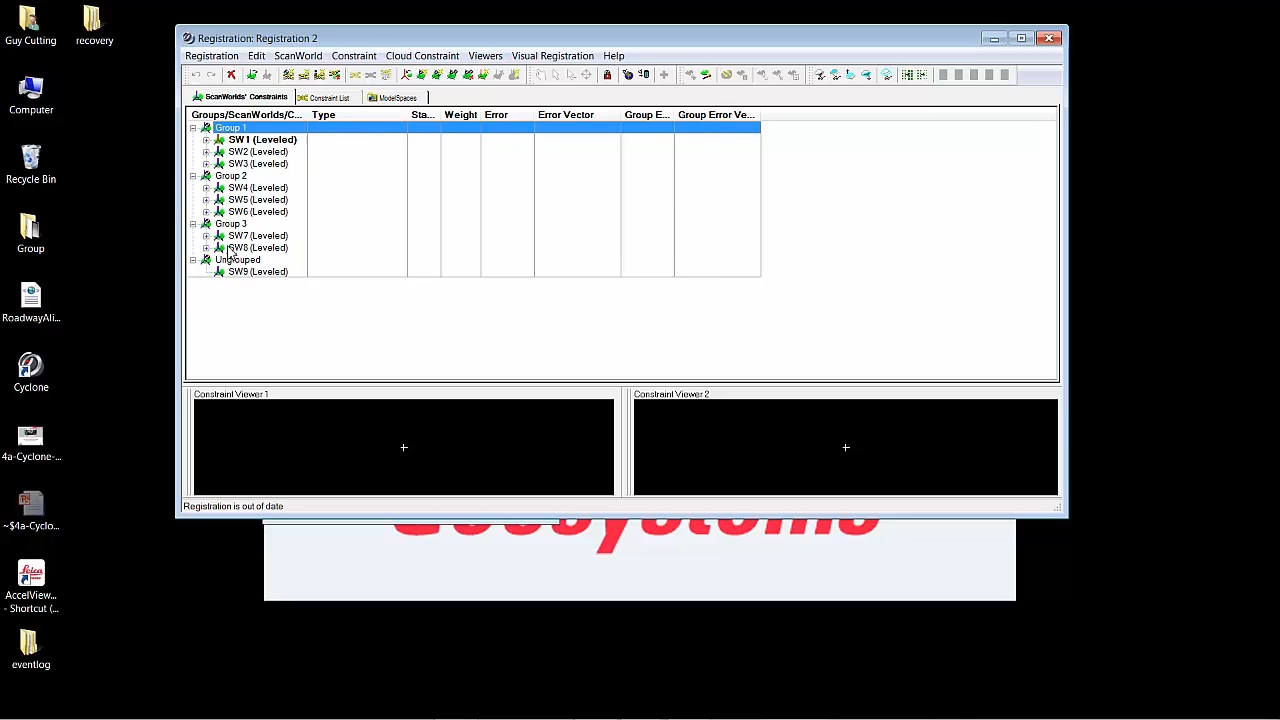 Guy Cutting
recovery
Computer
Recycle Bin
Group
RoadwayAli...
Cyclone
4a-Cyclone-...
~$4a-Cyclo...
AccelView...
- Shortcut (...
eventlog
Registration: Registration 2
Registration Edit ScanWorld Constraint Cloud Constraint Viewers Visual Registration Help
ScanWorlds' Constraints Constraint List ModelSpaces
Groups/ScanWorlds/C... Type Sta... Weight Error Error Vector Group E... Group Error Ve...
Group 1
SW1 (Leveled)
SW2 (Leveled)
SW3 (Leveled)
Group 2
SW4 (Leveled)
SW5 (Leveled)
SW6 (Leveled)
Group 3
SW7 (Leveled)
SW8 (Leveled)
Ungrouped
SW9 (Leveled)
Constraint Viewer 1
Constraint Viewer 2
Registration is out of date
Geosystems